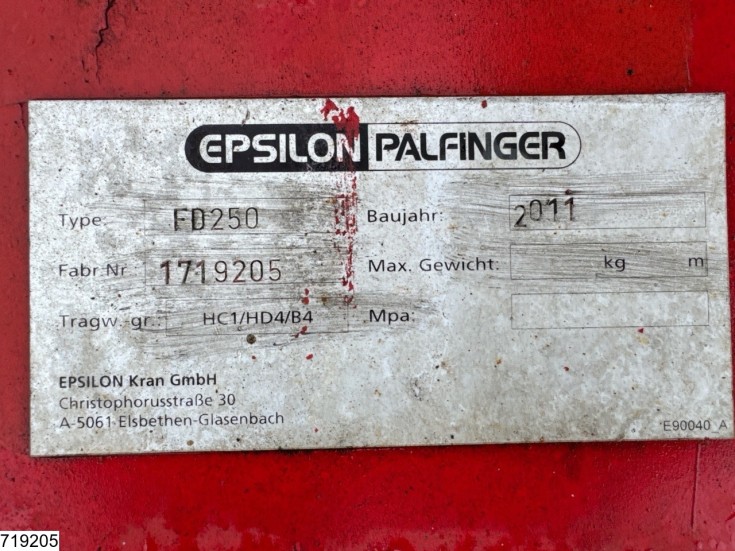 EPSILON PALFINGER
Type: FD250 Baujahr: 2011
Fabr.Nr 1719205 Max. Gewicht: kg m
Tragw. gr.: HC1/HD4/B4 Mpa:
EPSILON Kran GmbH
Christophorusstraße 30
A-5061 Elsbethen-Glasenbach
E90040 A
719205